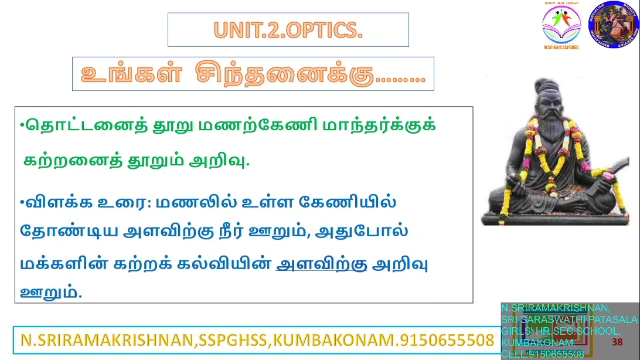 UNIT.2.OPTICS.
உங்கள் சிந்தனைக்கு.........
•தொட்டனைத் தூறு மணற்கேணி மாந்தர்க்குக்
கற்றனைத் தூறும் அறிவு.
•விளக்க உரை: மணலில் உள்ள கேணியில்
தோண்டிய அளவிற்கு நீர் ஊறும், அதுபோல்
மக்களின் கற்றக் கல்வியின் அளவிற்கு அறிவு
ஊறும்.
N.SRIRAMAKRISHNAN,SSPGHSS,KUMBAKONAM.9150655508
N.SRIRAMAKRISHNAN,
SRI SARASWATHI PATASALA
GIRLS' HR.SEC.SCHOOL,
KUMBAKONAM.
CELL:9150655508
38